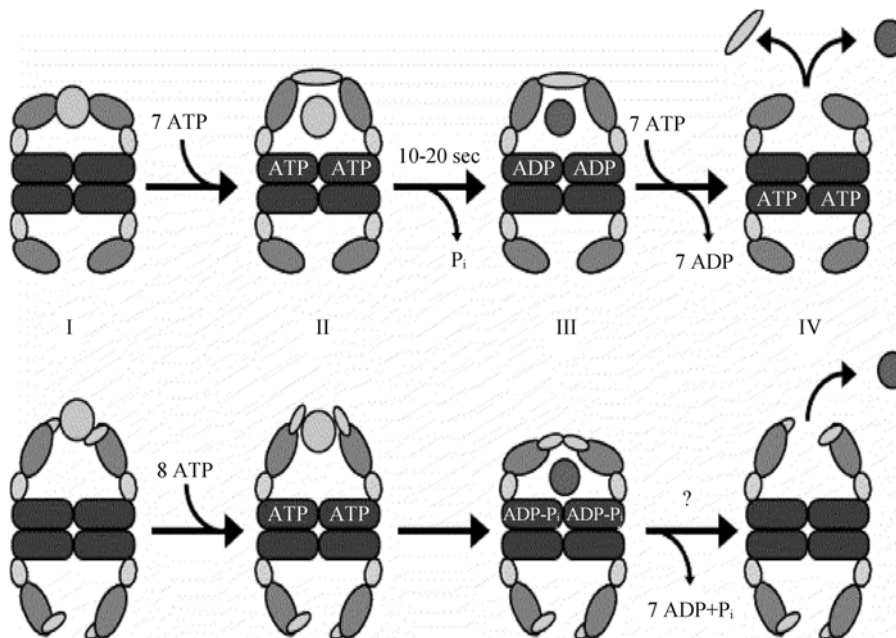 7 ATP
10-20 sec
7 ATP
ATP ATP
ADP ADP
ATP ATP
Pᵢ
7 ADP
I II III IV
8 ATP
?
ATP ATP
ADP-Pᵢ ADP-Pᵢ
7 ADP+Pᵢ